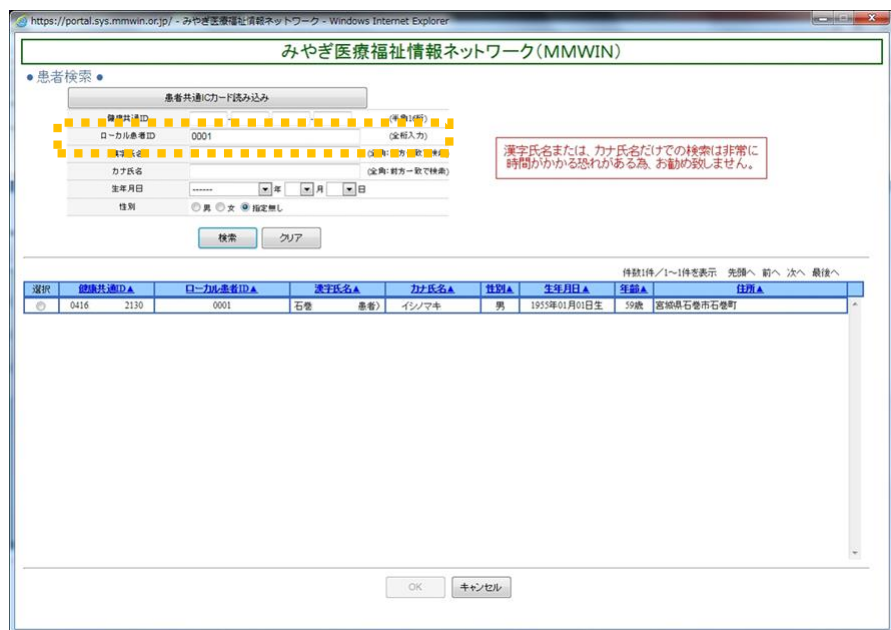 https://portal.sys.mmwin.or.jp/ - みやぎ医療福祉情報ネットワーク - Windows Internet Explorer
みやぎ医療福祉情報ネットワーク(MMWIN)
● 患者検索 ●
患者共通ICカード読み込み
健康共通ID - - - (半角16桁)
ローカル患者ID 0001 (全桁入力)
漢字氏名 (全角:前方一致で検索)
カナ氏名 (全角:前方一致で検索)
生年月日 ------ 年 月 日
性別 男 女 指定無し
漢字氏名または、カナ氏名だけでの検索は非常に
時間がかかる恐れがある為、お勧め致しません。
検索 クリア
件数1件/1~1件を表示 先頭へ 前へ 次へ 最後へ
選択 健康共通ID▲ ローカル患者ID▲ 漢字氏名▲ カナ氏名▲ 性別▲ 生年月日▲ 年齢▲ 住所▲
0416 2130 0001 石巻 患者) イシノマキ 男 1955年01月01日生 59歳 宮城県石巻市石巻町
OK キャンセル